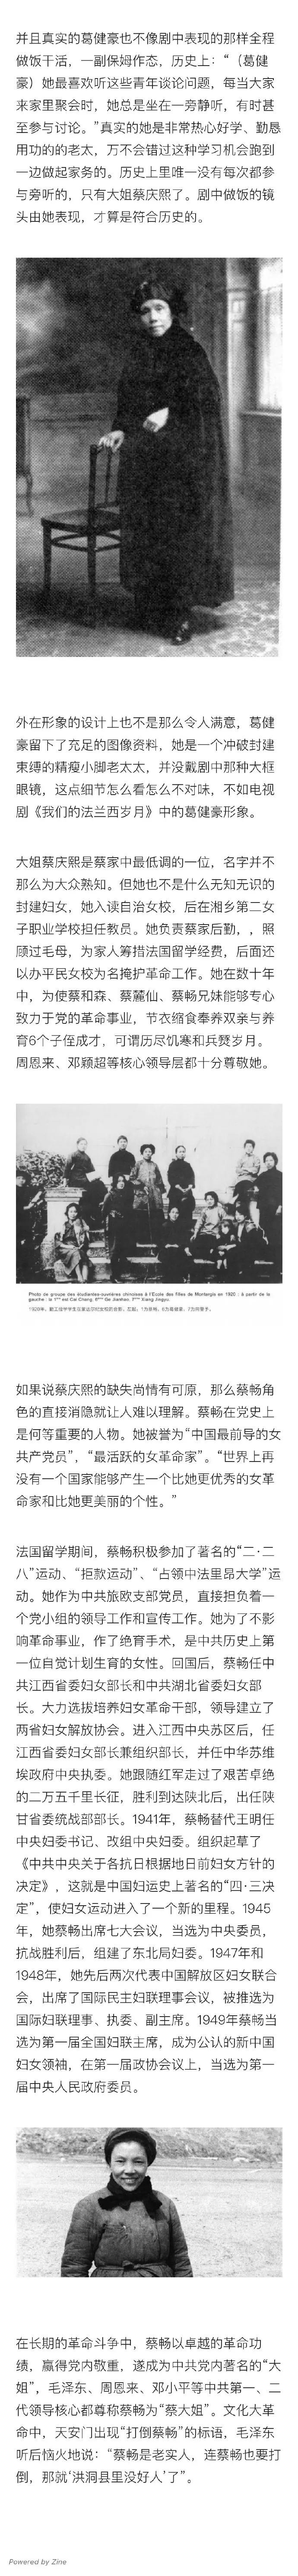 并且真实的葛健豪也不像剧中表现的那样全程
做饭干活，一副保姆作态，历史上：“（葛健
豪）她最喜欢听这些青年谈论问题，每当大家
来家里聚会时，她总是坐在一旁静听，有时甚
至参与讨论。”真实的她是非常热心好学、勤恳
用功的的老太，万不会错过这种学习机会跑到
一边做起家务的。历史上里唯一没有每次都参
与旁听的，只有大姐蔡庆熙了。剧中做饭的镜
头由她表现，才算是符合历史的。
外在形象的设计上也不是那么令人满意，葛健
豪留下了充足的图像资料，她是一个冲破封建
束缚的精瘦小脚老太太，并没戴剧中那种大框
眼镜，这点细节怎么看怎么不对味，不如电视
剧《我们的法兰西岁月》中的葛健豪形象。
大姐蔡庆熙是蔡家中最低调的一位，名字并不
那么为大众熟知。但她也不是什么无知无识的
封建妇女，她入读自治女校，后在湘乡第二女
子职业学校担任教员。她负责蔡家后勤，，照
顾过毛母，为家人筹措法国留学经费，后面还
以办平民女校为名掩护革命工作。她在数十年
中，为使蔡和森、蔡麓仙、蔡畅兄妹能够专心
致力于党的革命事业，节衣缩食奉养双亲与养
育6个子侄成才，可谓历尽饥寒和兵燹岁月。
周恩来、邓颖超等核心领导层都十分尊敬她。
Photo de groupe des étudiantes-ouvrières chinoises à l'Ecole des filles de Montargis en 1920 : à partir de la
gauche : la 1ère est Cai Chang, 6ème Ge Jianhao, 7ème Xiang Jingyu.
如果说蔡庆熙的缺失尚情有可原，那么蔡畅角
色的直接消隐就让人难以理解。蔡畅在党史上
是何等重要的人物。她被誉为“中国最前导的女
共产党员”，“最活跃的女革命家”。“世界上再
没有一个国家能够产生一个比她更优秀的女革
命家和比她更美丽的个性。”
法国留学期间，蔡畅积极参加了著名的“二·二
八”运动、“拒款运动”、“占领中法里昂大学”运
动。她作为中共旅欧支部党员，直接担负着一
个党小组的领导工作和宣传工作。她为了不影
响革命事业，作了绝育手术，是中共历史上第
一位自觉计划生育的女性。回国后，蔡畅任中
共江西省委妇女部长和中共湖北省委妇女部
长。大力选拔培养妇女革命干部，领导建立了
两省妇女解放协会。进入江西中央苏区后，任
江西省委妇女部长兼组织部长，并任中华苏维
埃政府中央执委。她跟随红军走过了艰苦卓绝
的二万五千里长征，胜利到达陕北后，出任陕
甘省委统战部部长。1941年，蔡畅替代王明任
中央妇委书记、改组中央妇委。组织起草了
《中共中央关于各抗日根据地日前妇女方针的
决定》，这就是中国妇运史上著名的“四·三决
定”，使妇女运动进入了一个新的里程。1945
年，她蔡畅出席七大会议，当选为中央委员，
抗战胜利后，组建了东北局妇委。1947年和
1948年，她先后两次代表中国解放区妇女联合
会，出席了国际民主妇联理事会议，被推选为
国际妇联理事、执委、副主席。1949年蔡畅当
选为第一届全国妇联主席，成为公认的新中国
妇女领袖，在第一届政协会议上，当选为第一
届中央人民政府委员。
在长期的革命斗争中，蔡畅以卓越的革命功
绩，赢得党内敬重，遂成为中共党内著名的“大
姐”，毛泽东、周恩来、邓小平等中共第一、二
代领导核心都尊称蔡畅为“蔡大姐”。文化大革
命中，天安门出现“打倒蔡畅”的标语，毛泽东
听后恼火地说：“蔡畅是老实人，连蔡畅也要打
倒，那就‘洪洞县里没好人’了”。
Powered by Zine